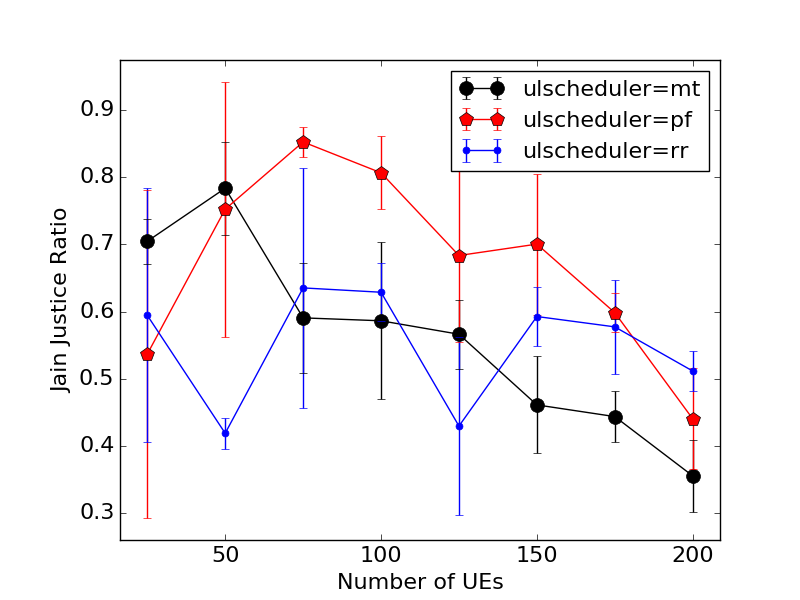 ulscheduler=mt
ulscheduler=pf
ulscheduler=rr
0.9
0.8
0.7
0.6
0.5
0.4
0.3
Jain Justice Ratio
50 100 150 200
Number of UEs